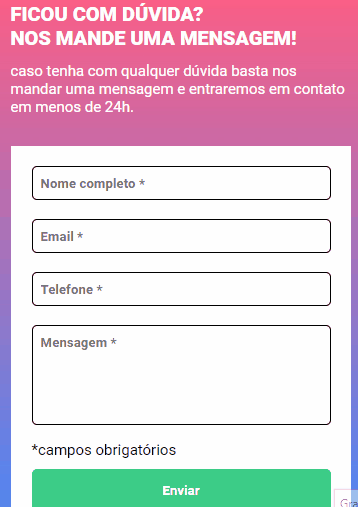 FICOU COM DÚVIDA?
NOS MANDE UMA MENSAGEM!
caso tenha com qualquer dúvida basta nos
mandar uma mensagem e entraremos em contato
em menos de 24h.
Nome completo *
Email *
Telefone *
Mensagem *
*campos obrigatórios
Enviar